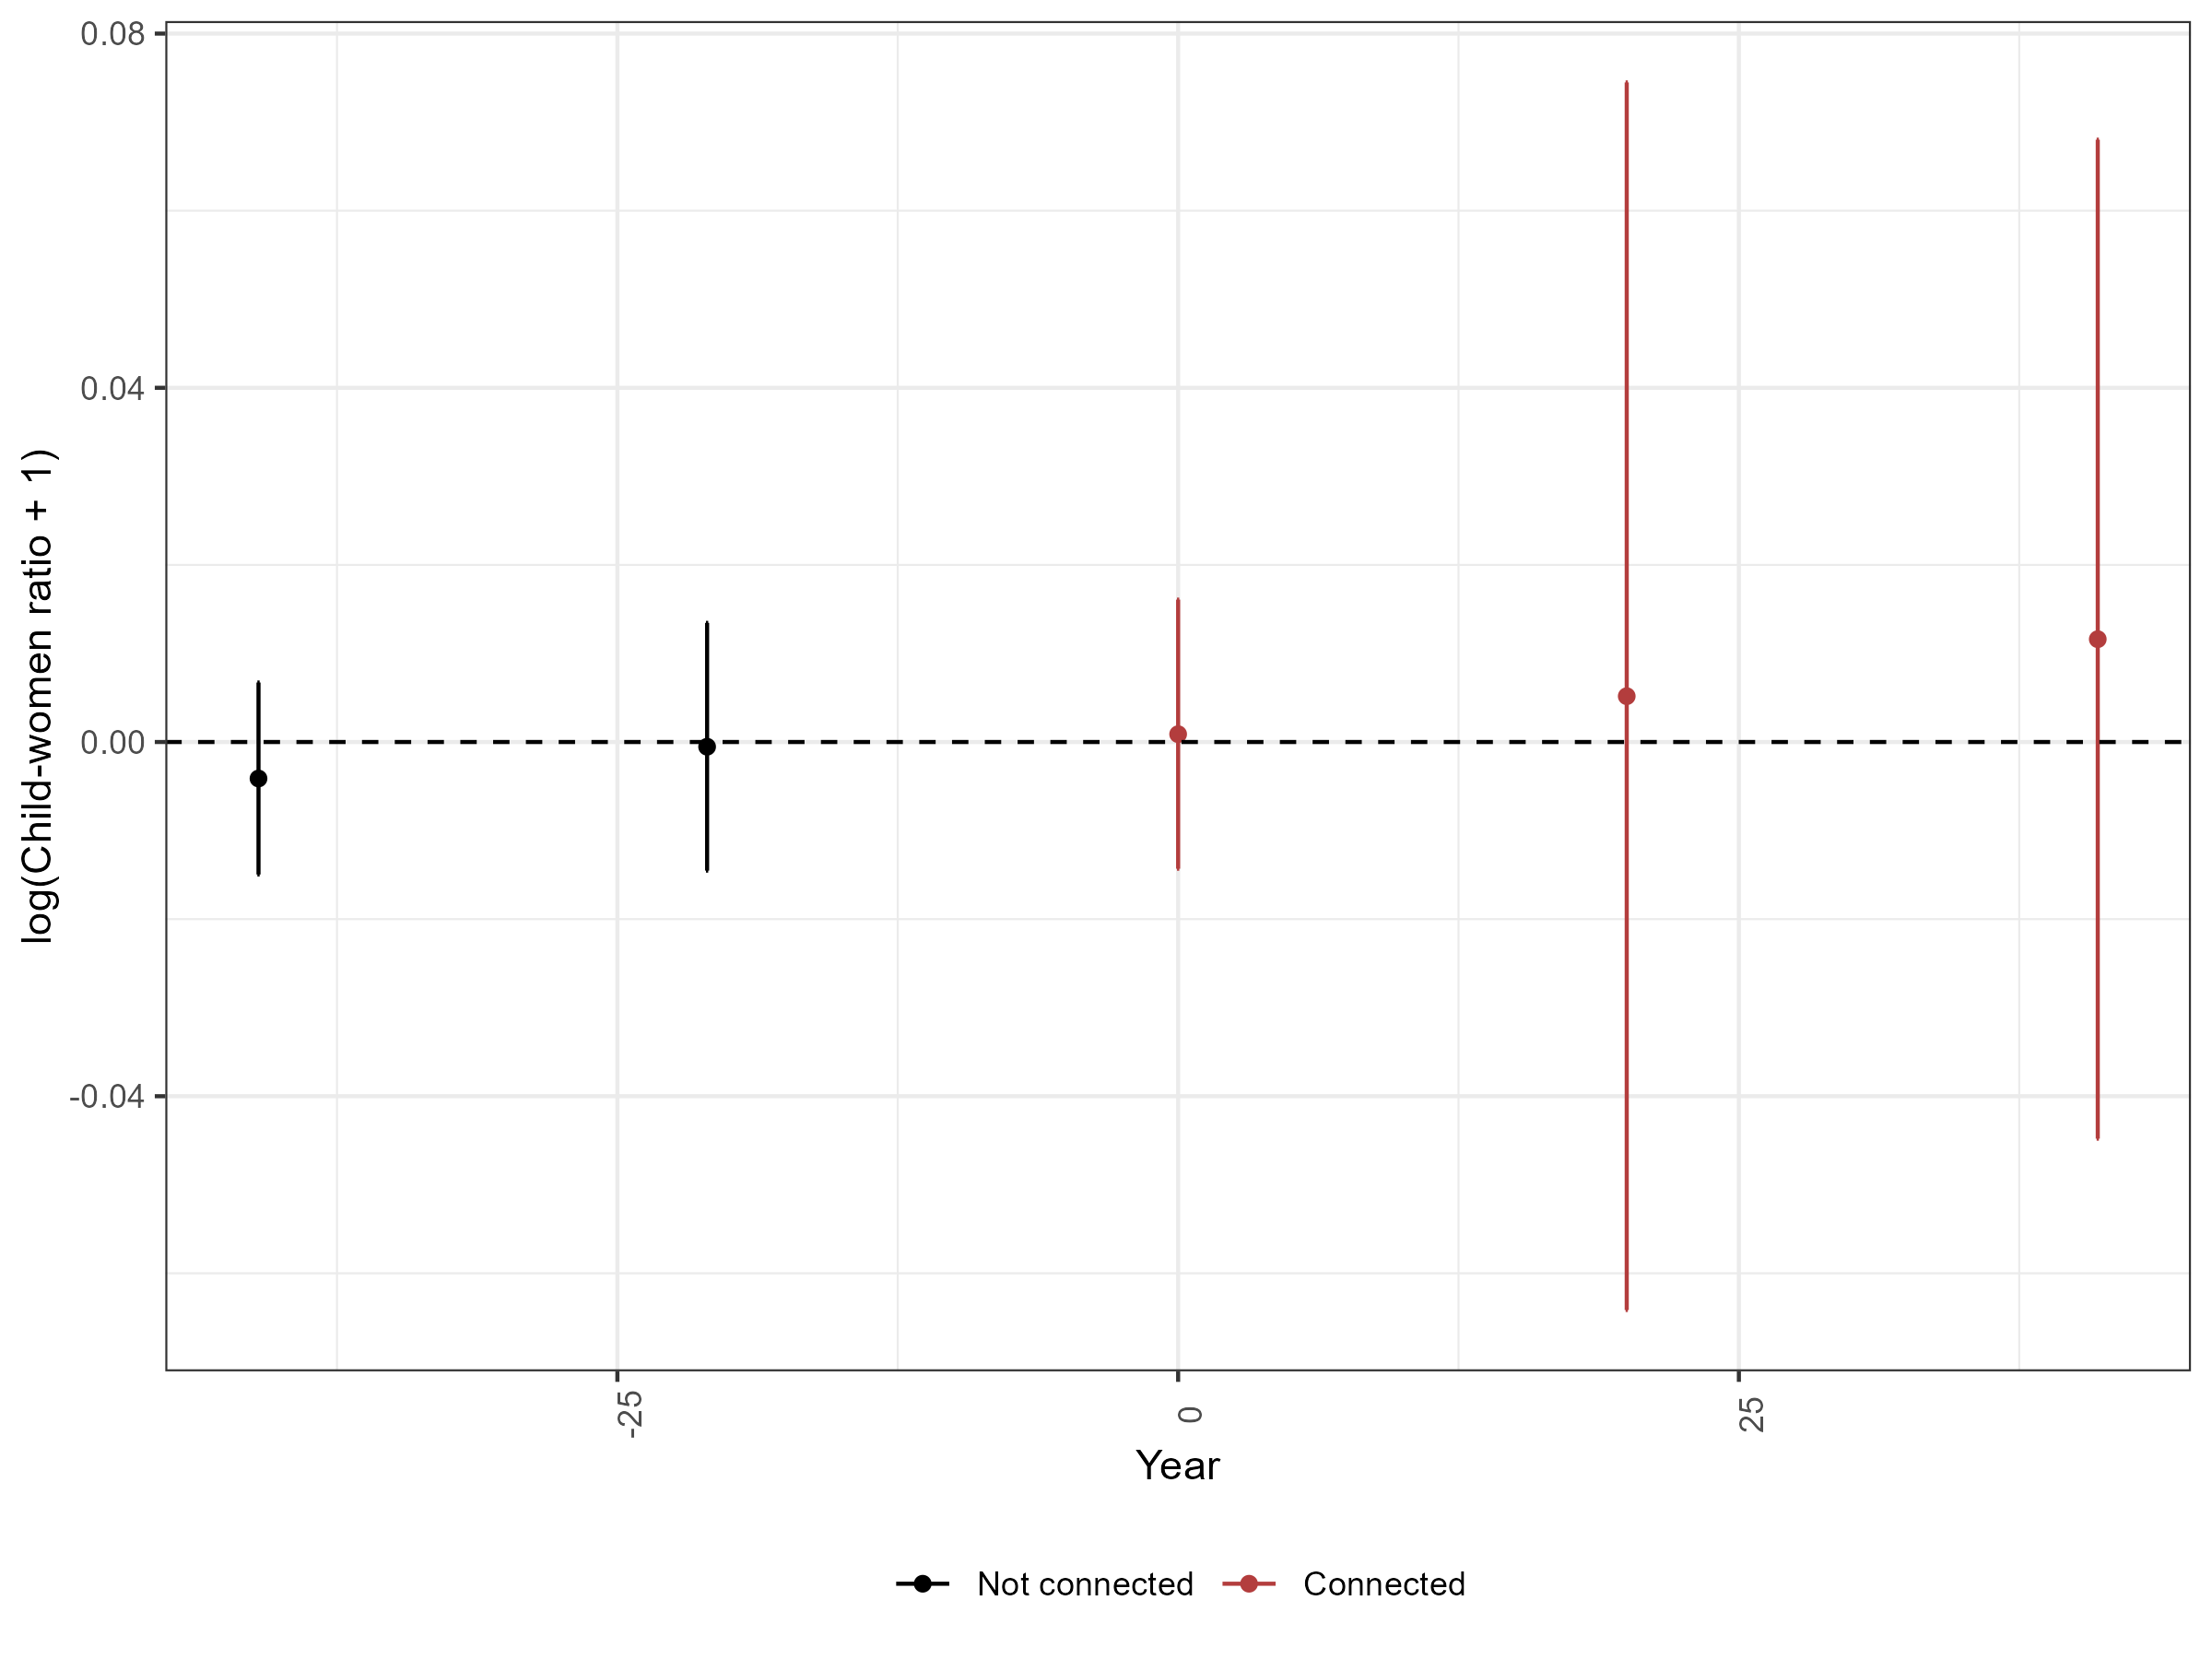 log(Child-women ratio + 1)
0.08
0.04
0.00
-0.04
-25
0
25
Year
Not connected
Connected